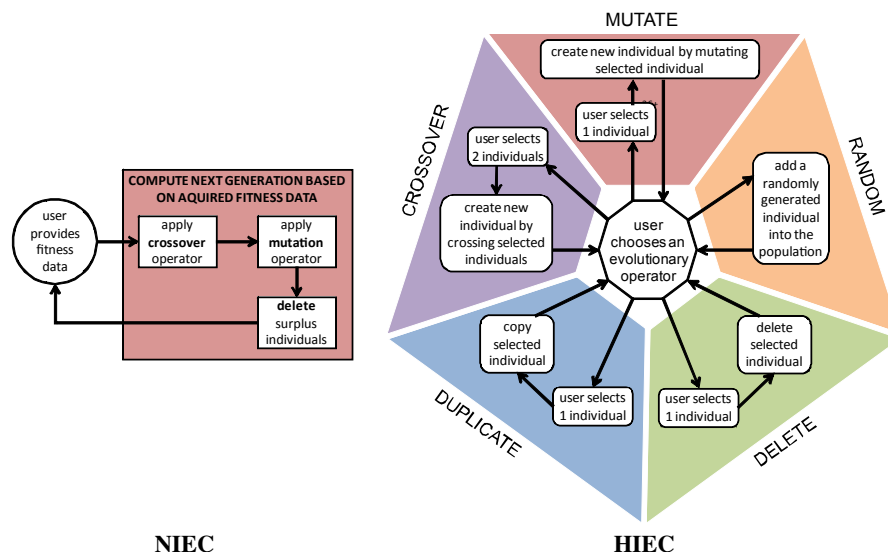 COMPUTE NEXT GENERATION BASED
ON AQUIRED FITNESS DATA
user
provides
fitness
data
apply
crossover
operator
apply
mutation
operator
delete
surplus
individuals
NIEC
MUTATE
create new individual by mutating
selected individual
user selects
1 individual
CROSSOVER
user selects
2 individuals
create new
individual by
crossing selected
individuals
RANDOM
add a
randomly
generated
individual
into the
population
user
chooses an
evolutionary
operator
DUPLICATE
copy
selected
individual
user selects
1 individual
DELETE
delete
selected
individual
user selects
1 individual
HIEC